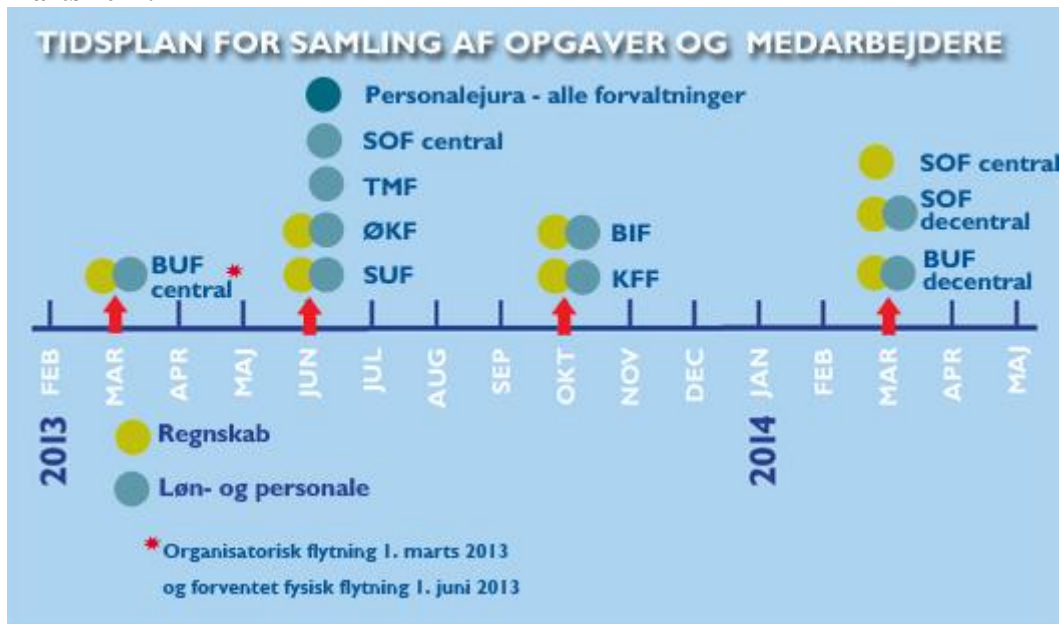 TIDSPLAN FOR SAMLING AF OPGAVER OG MEDARBEJDERE
Personalejura - alle forvaltninger
SOF central
TMF
ØKF
SUF
BUF
central
BIF
KFF
SOF central
SOF
decentral
BUF
decentral
FEB
MAR
APR
MAJ
JUN
JUL
AUG
SEP
OKT
NOV
DEC
JAN
FEB
MAR
APR
MAJ
2013
2014
Regnskab
Løn- og personale
Organisatorisk flytning 1. marts 2013
og forventet fysisk flytning 1. juni 2013